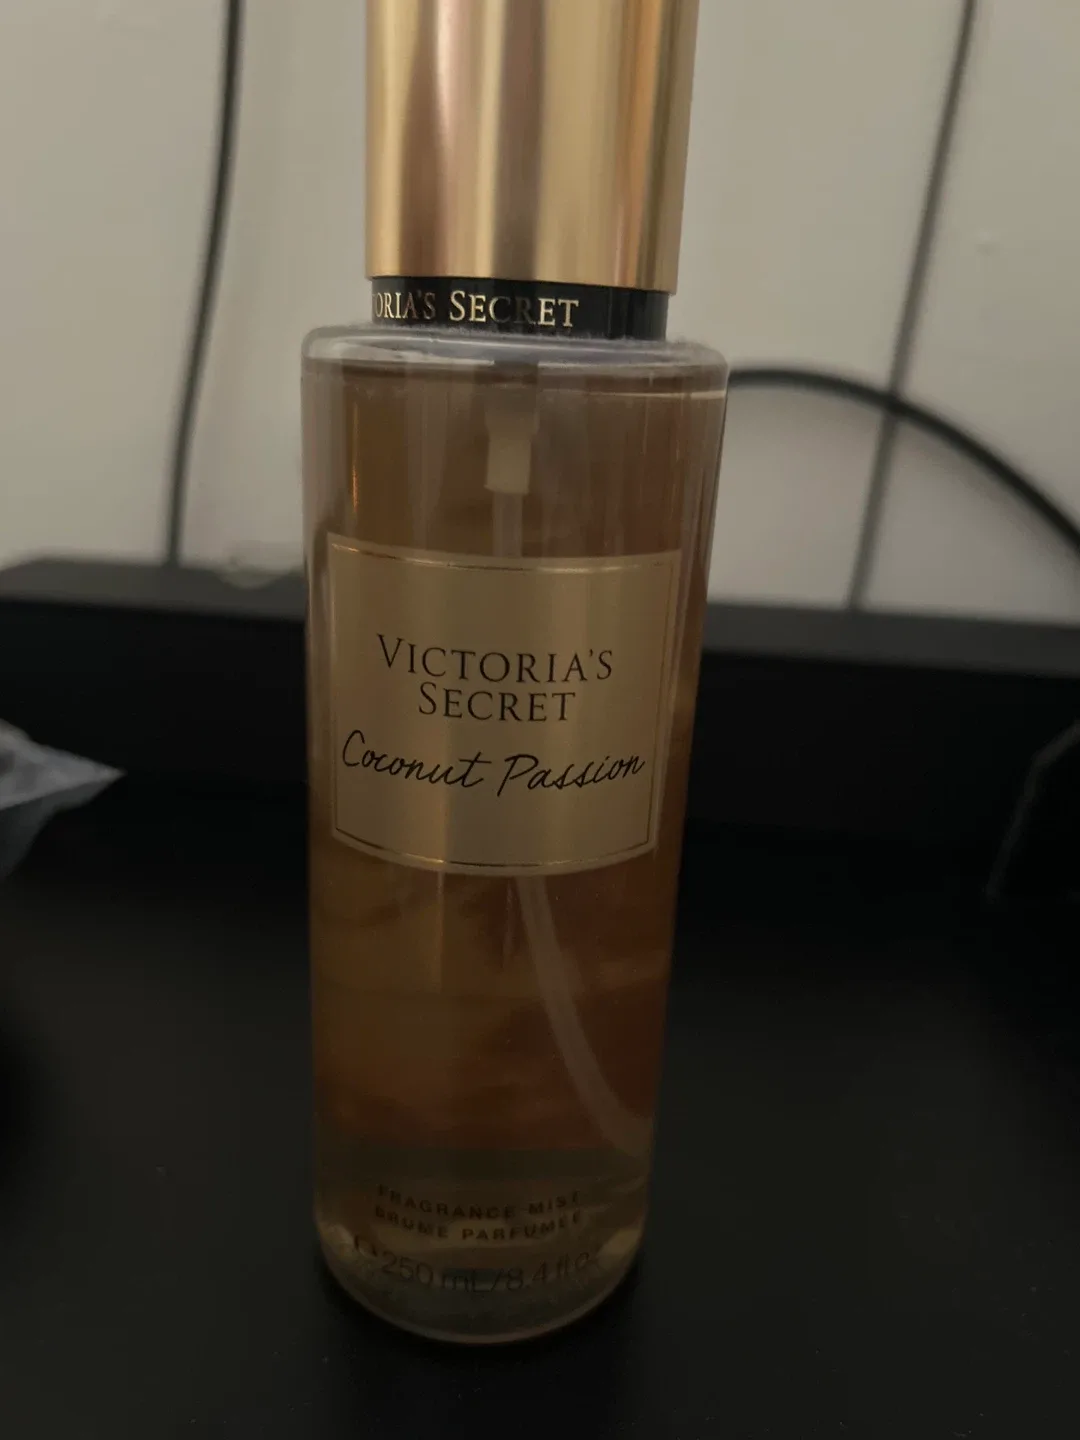 ORIA'S SECRET
VICTORIA'S
SECRET
Coconut Passion
FRAGRANCE MIST
BRUME PARFUMÉE
250 mL/8.4 fl oz